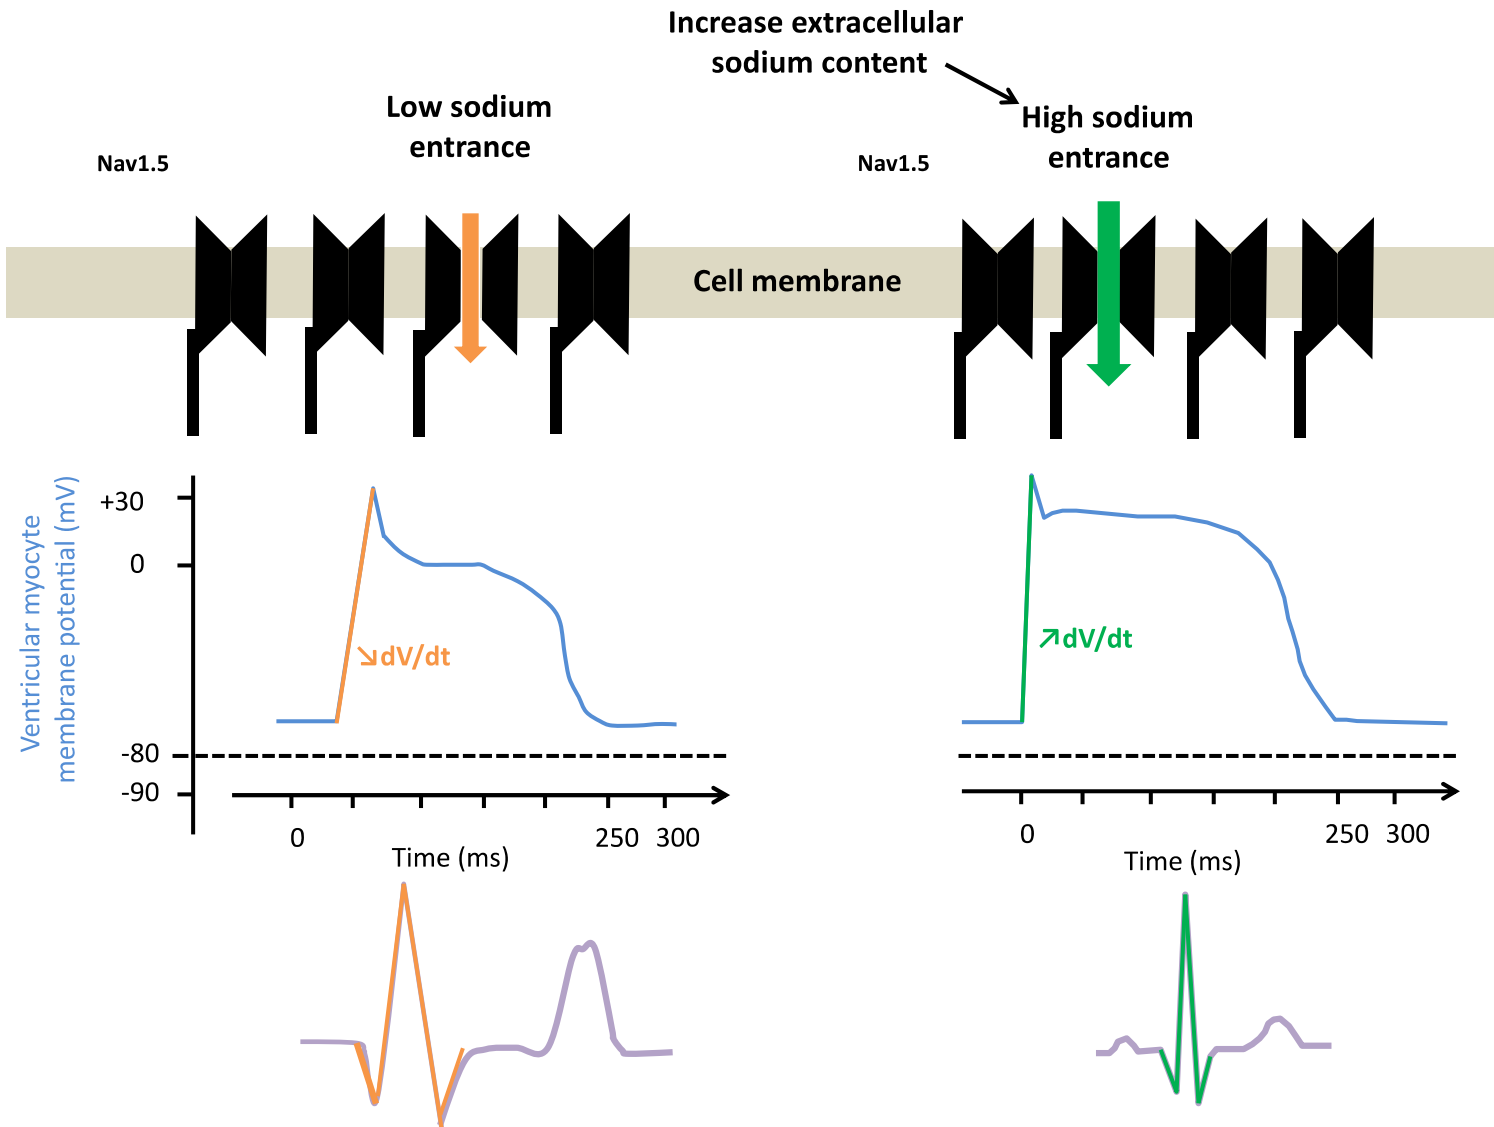 Increase extracellular
sodium content
Low sodium
entrance
High sodium
entrance
Nav1.5
Nav1.5
Cell membrane
Ventricular myocyte
membrane potential (mV)
+30
0
-80
-90
↘dV/dt
↗dV/dt
0 250 300
Time (ms)
0 250 300
Time (ms)